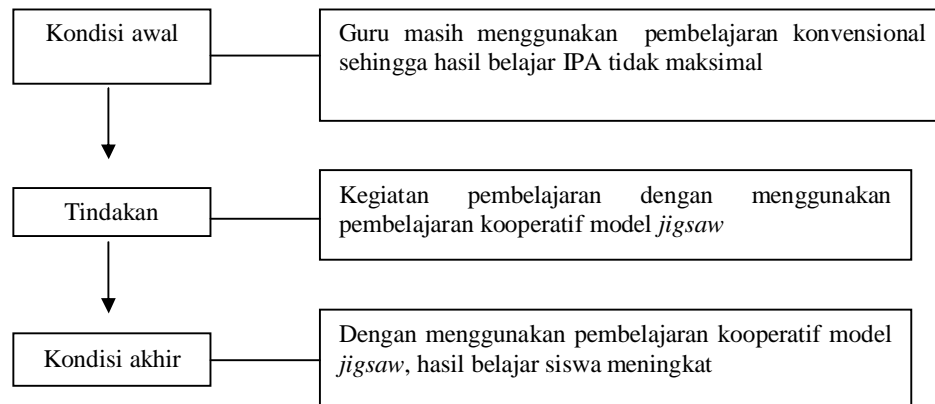 Kondisi awal
Guru masih menggunakan pembelajaran konvensional
sehingga hasil belajar IPA tidak maksimal
Tindakan
Kegiatan pembelajaran dengan menggunakan
pembelajaran kooperatif model jigsaw
Kondisi akhir
Dengan menggunakan pembelajaran kooperatif model
jigsaw, hasil belajar siswa meningkat